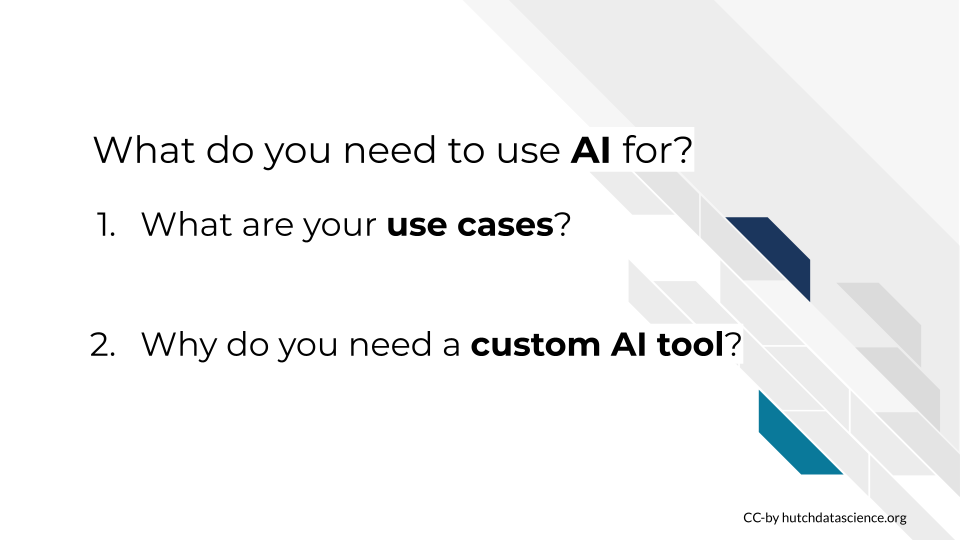 What do you need to use AI for?
1. What are your use cases?
2. Why do you need a custom AI tool?
CC-by hutchdatascience.org